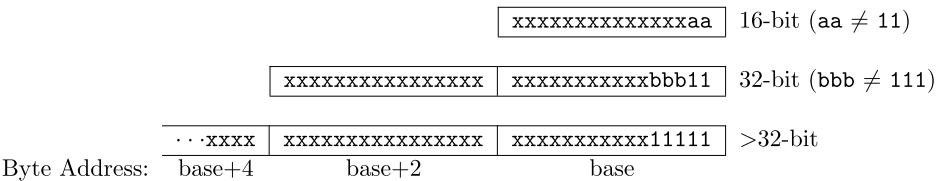 xxxxxxxxxxxxxxaa 16-bit (aa ≠ 11)
xxxxxxxxxxxxxxxx xxxxxxxxxxxbbb11 32-bit (bbb ≠ 111)
···xxxx xxxxxxxxxxxxxxxx xxxxxxxxxxx11111 >32-bit
Byte Address: base+4 base+2 base